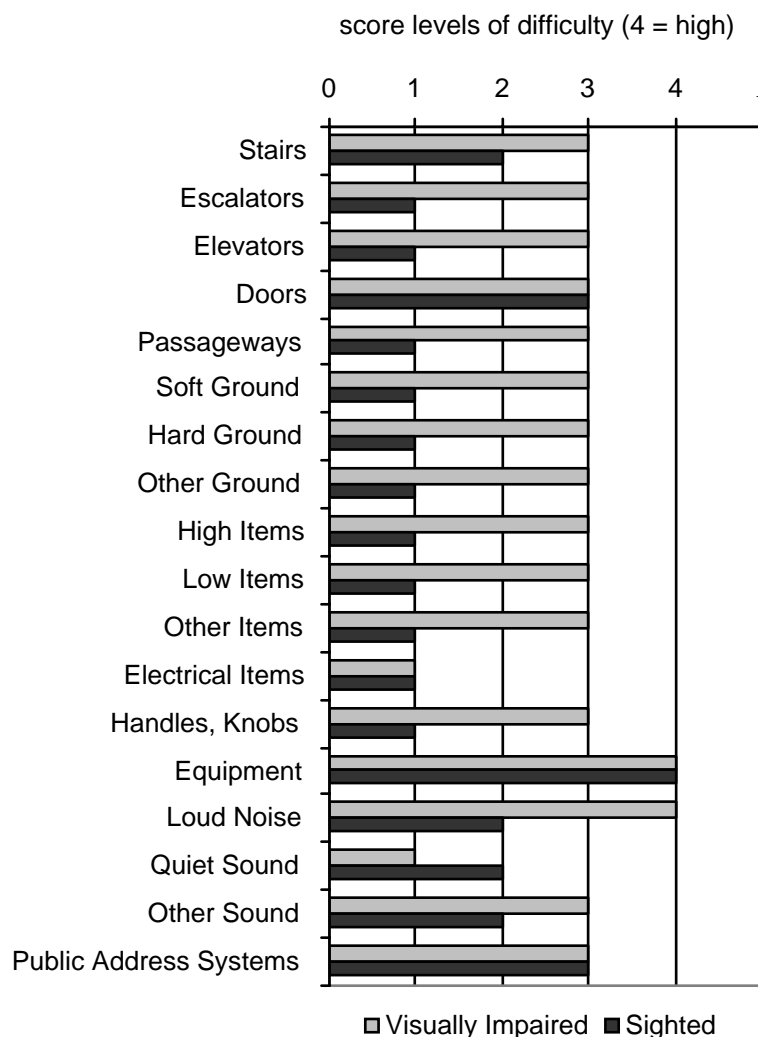 score levels of difficulty (4 = high)
0 1 2 3 4
Stairs
Escalators
Elevators
Doors
Passageways
Soft Ground
Hard Ground
Other Ground
High Items
Low Items
Other Items
Electrical Items
Handles, Knobs
Equipment
Loud Noise
Quiet Sound
Other Sound
Public Address Systems
Visually Impaired Sighted